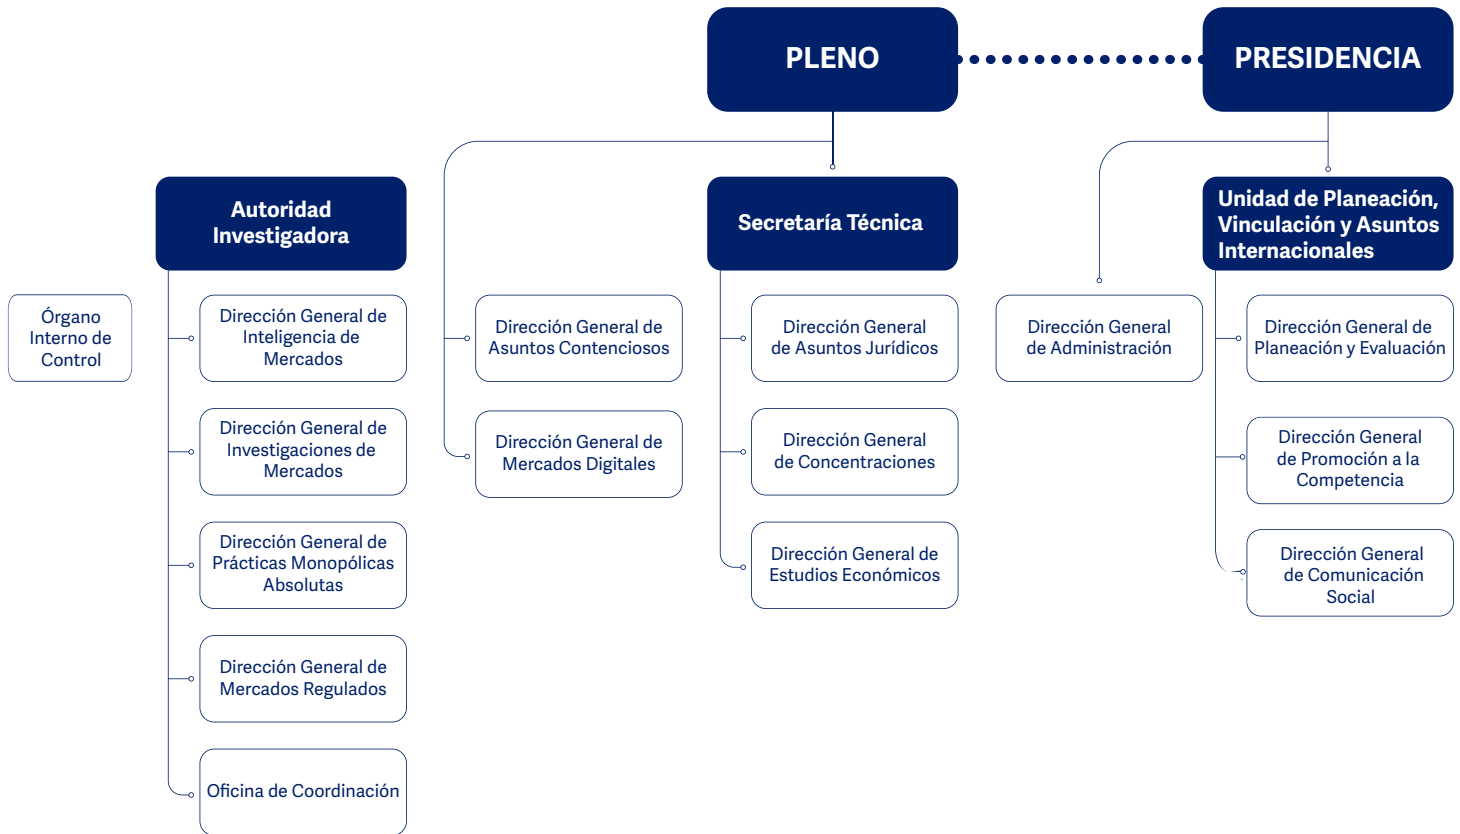 PLENO
PRESIDENCIA
Autoridad
Investigadora
Secretaría Técnica
Unidad de Planeación,
Vinculación y Asuntos
Internacionales
Órgano
Interno de
Control
Dirección General de
Inteligencia de
Mercados
Dirección General de
Asuntos Contenciosos
Dirección General
de Asuntos Jurídicos
Dirección General
de Administración
Dirección General de
Planeación y Evaluación
Dirección General de
Investigaciones de
Mercados
Dirección General de
Mercados Digitales
Dirección General
de Concentraciones
Dirección General
de Promoción a la
Competencia
Dirección General de
Prácticas Monopólicas
Absolutas
Dirección General de
Estudios Económicos
Dirección General
de Comunicación
Social
Dirección General de
Mercados Regulados
Oficina de Coordinación